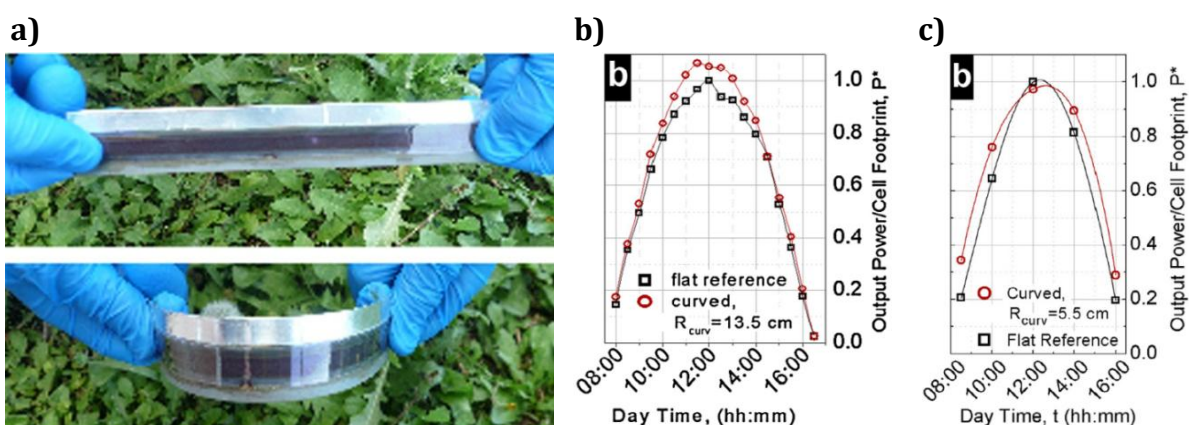 a)
b)
b
1.0
0.8
0.6
0.4
0.2
0.0
Output Power/Cell Footprint, P*
flat reference
curved,
R_curv=13.5 cm
08:00
10:00
12:00
14:00
16:00
Day Time, (hh:mm)
c)
b
1.0
0.8
0.6
0.4
0.2
0.0
Output Power/Cell Footprint, P*
Curved,
R_curv=5.5 cm
Flat Reference
08:00
10:00
12:00
14:00
16:00
Day Time, t (hh:mm)